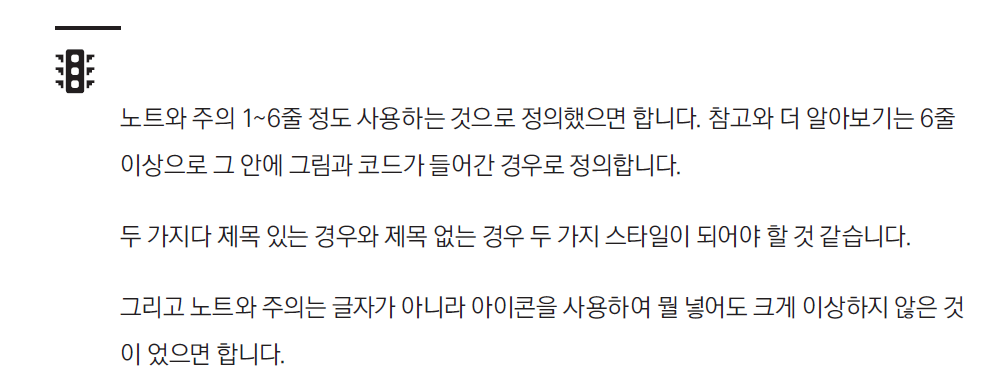 노트와 주의 1~6줄 정도 사용하는 것으로 정의했으면 합니다. 참고와 더 알아보기는 6줄
이상으로 그 안에 그림과 코드가 들어간 경우로 정의합니다.
두 가지다 제목 있는 경우와 제목 없는 경우 두 가지 스타일이 되어야 할 것 같습니다.
그리고 노트와 주의는 글자가 아니라 아이콘을 사용하여 뭘 넣어도 크게 이상하지 않은 것
이 었으면 합니다.